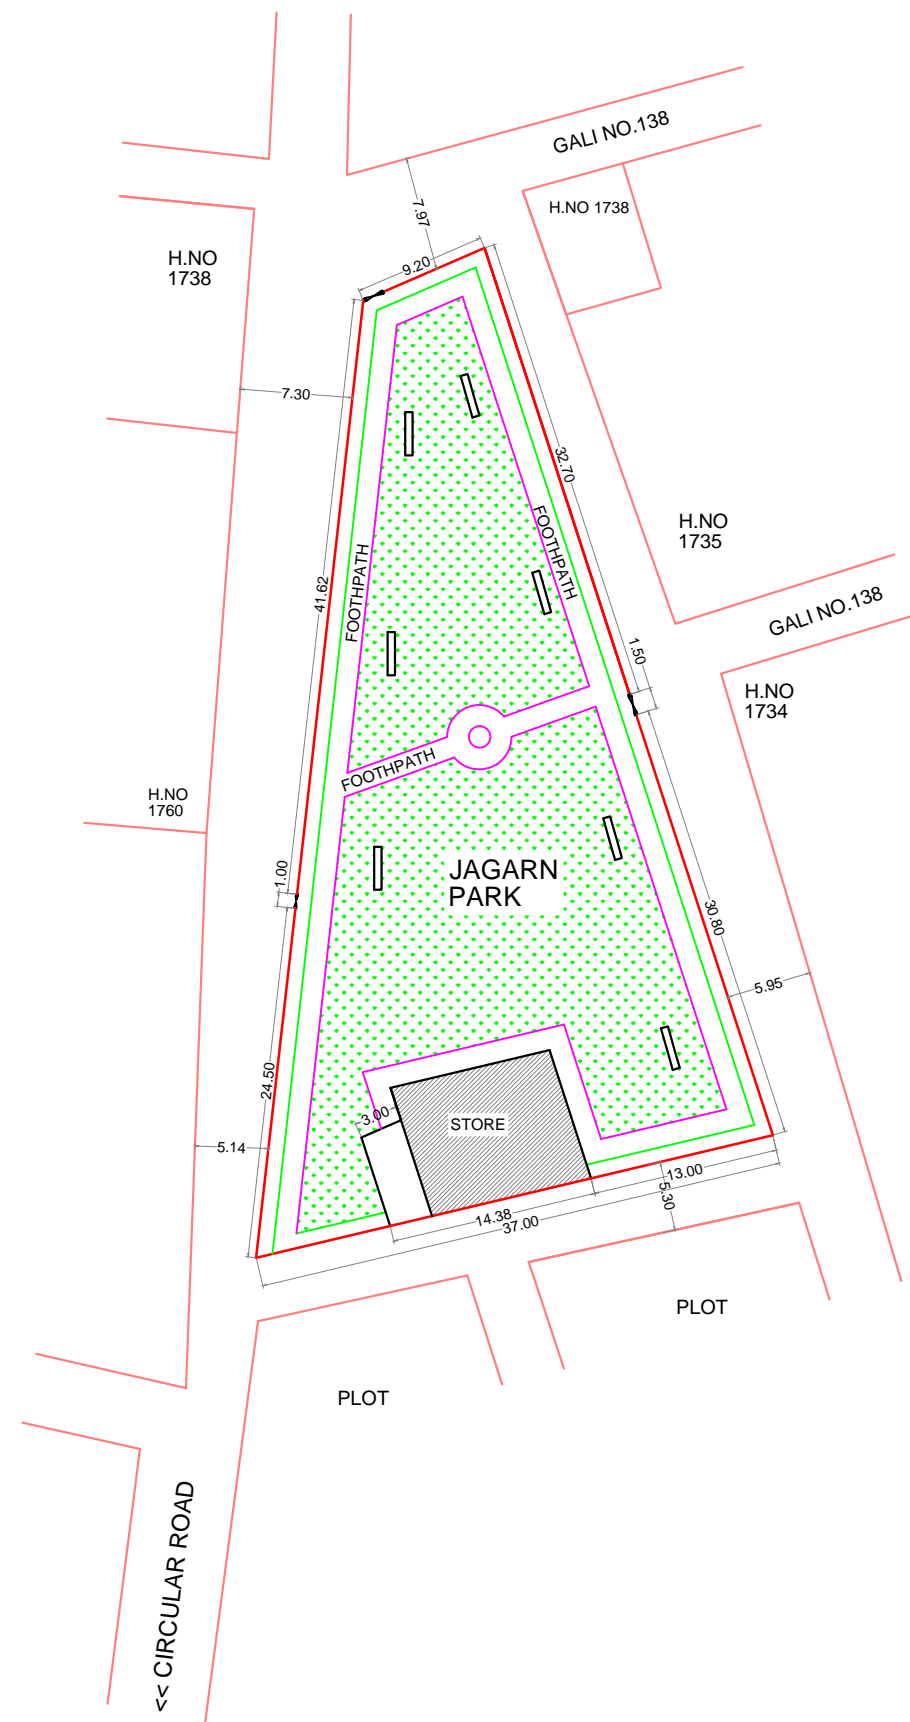 GALI NO.138
H.NO 1738
7.97
H.NO
1738
9.20
7.30
32.70
H.NO
1735
FOOTHPATH
FOOTHPATH
41.62
GALI NO.138
1.50
H.NO
1734
FOOTHPATH
H.NO
1760
1.00
JAGARN
PARK
30.80
5.95
24.50
3.00
STORE
5.14
13.00
5.30
14.38
37.00
PLOT
PLOT
<< CIRCULAR ROAD